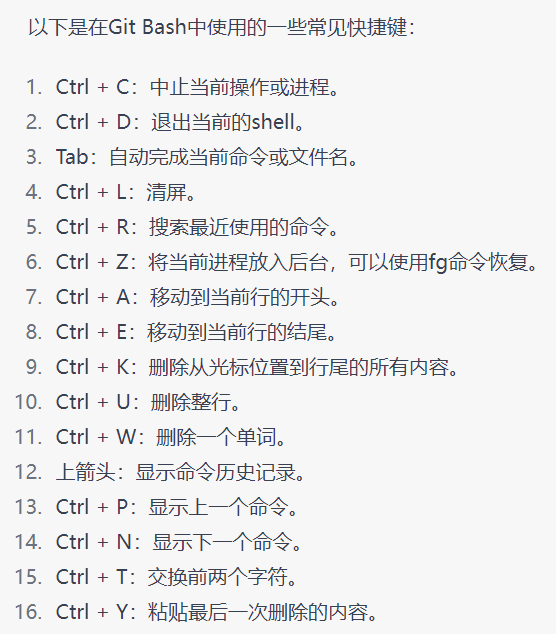 以下是在Git Bash中使用的一些常见快捷键：
1. Ctrl + C：中止当前操作或进程。
2. Ctrl + D：退出当前的shell。
3. Tab：自动完成当前命令或文件名。
4. Ctrl + L：清屏。
5. Ctrl + R：搜索最近使用的命令。
6. Ctrl + Z：将当前进程放入后台，可以使用fg命令恢复。
7. Ctrl + A：移动到当前行的开头。
8. Ctrl + E：移动到当前行的结尾。
9. Ctrl + K：删除从光标位置到行尾的所有内容。
10. Ctrl + U：删除整行。
11. Ctrl + W：删除一个单词。
12. 上箭头：显示命令历史记录。
13. Ctrl + P：显示上一个命令。
14. Ctrl + N：显示下一个命令。
15. Ctrl + T：交换前两个字符。
16. Ctrl + Y：粘贴最后一次删除的内容。